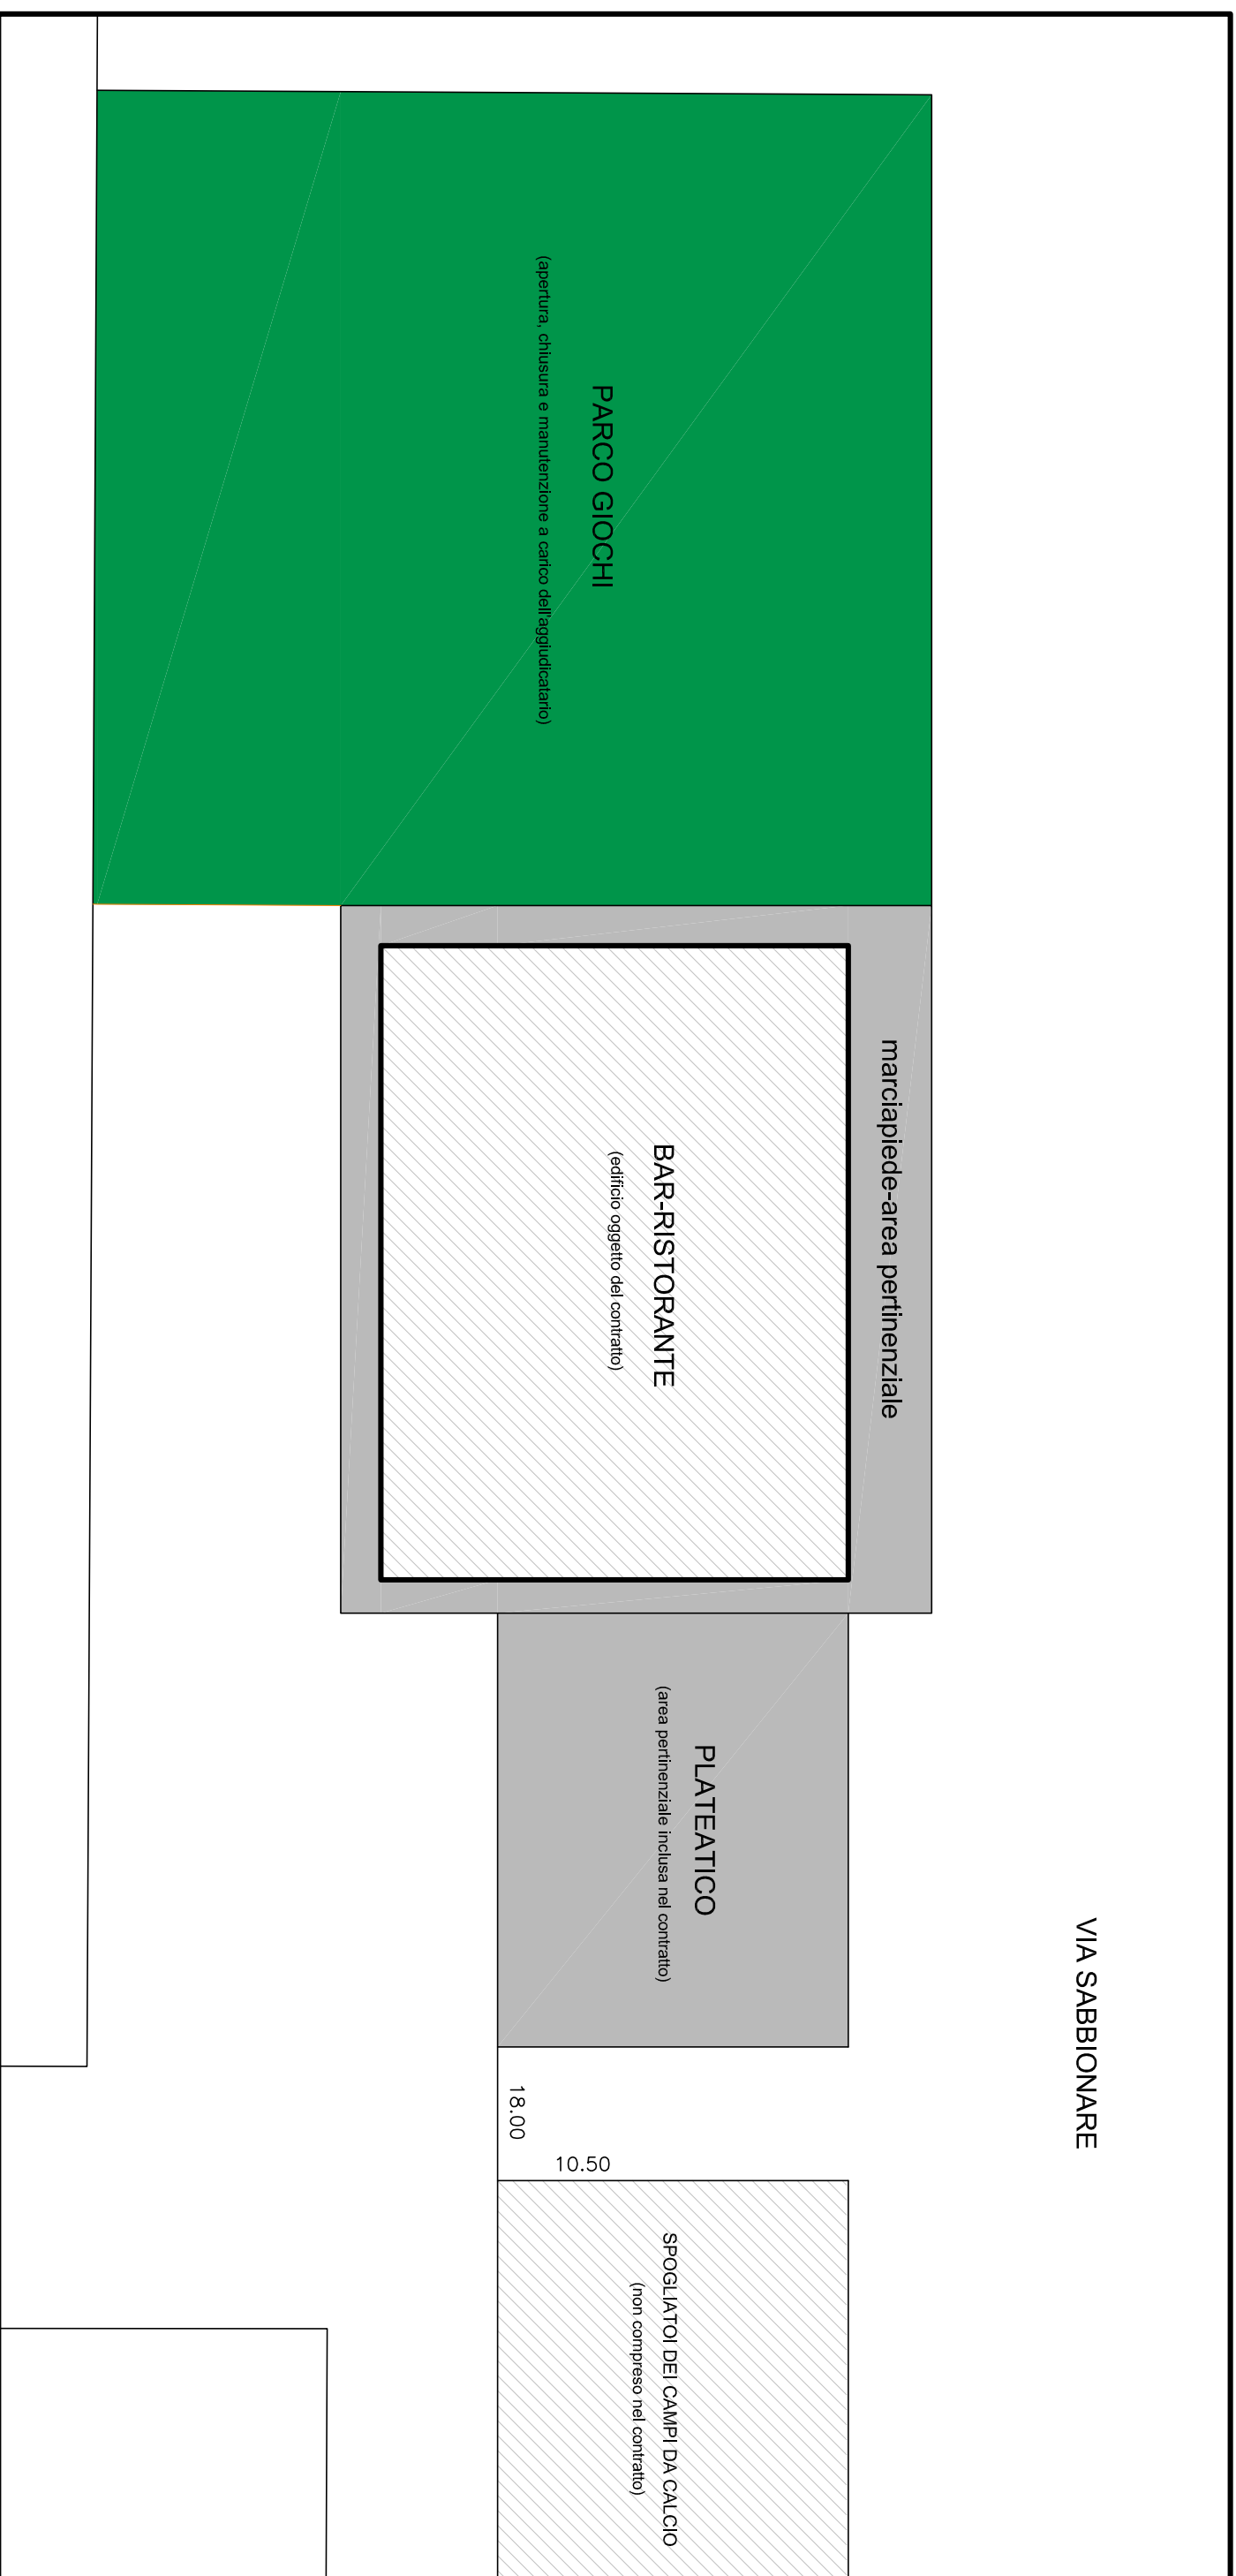 VIA SABBIONARE
PARCO GIOCHI
(apertura, chiusura e manutenzione a carico dell'aggiudicatario)
marciapiede-area pertinenziale
BAR-RISTORANTE
(edificio oggetto del contratto)
PLATEATICO
(area pertinenziale inclusa nel contratto)
18.00
10.50
SPOGLIATOI DEI CAMPI DA CALCIO
(non compreso nel contratto)